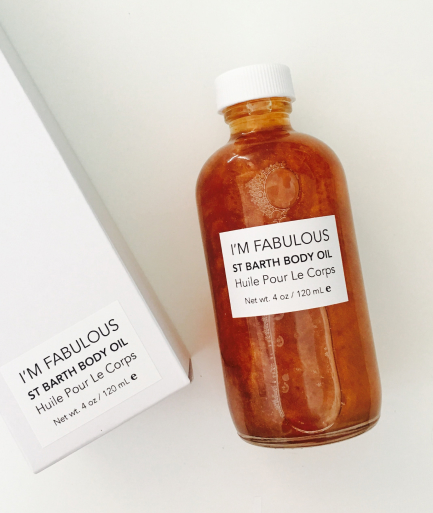 I'M FABULOUS
ST BARTH BODY OIL
Huile Pour Le Corps
Net wt. 4 oz / 120 mL ℮
I'M FABULOUS
ST BARTH BODY OIL
Huile Pour Le Corps
Net wt. 4 oz / 120 mL ℮